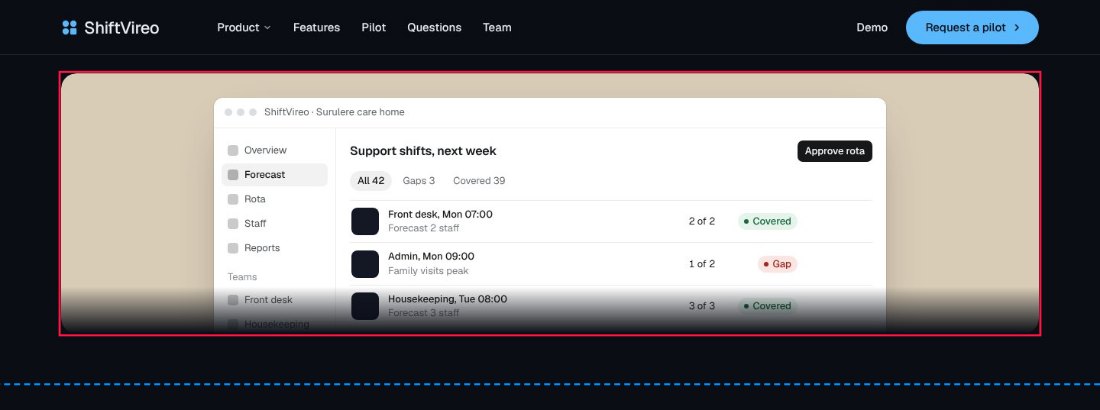 ShiftVireo Product Features Pilot Questions Team Demo Request a pilot
ShiftVireo · Surulere care home
Overview
Forecast
Rota
Staff
Reports
Teams
Front desk
Housekeeping
Support shifts, next week Approve rota
All 42 Gaps 3 Covered 39
Front desk, Mon 07:00
Forecast 2 staff
2 of 2 Covered
Admin, Mon 09:00
Family visits peak
1 of 2 Gap
Housekeeping, Tue 08:00
Forecast 3 staff
3 of 3 Covered